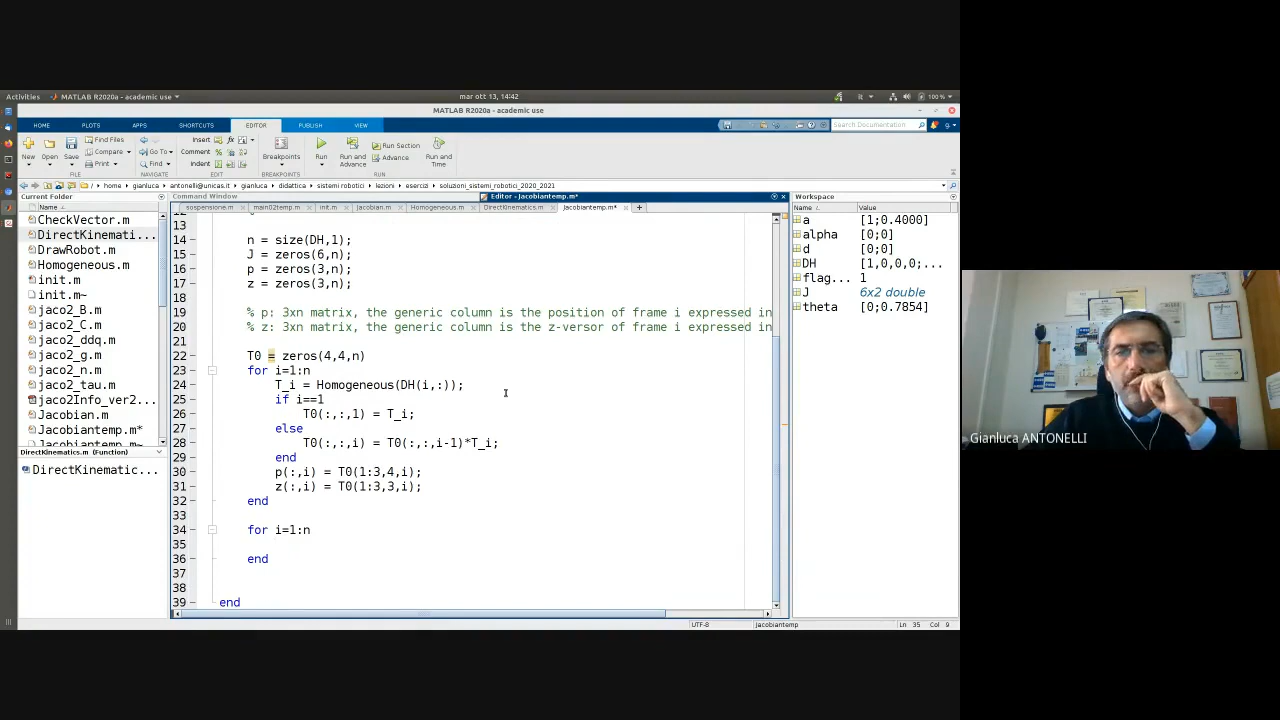 Activities MATLAB R2020a - academic use mar ott 13, 14:42 100 %
MATLAB R2020a - academic use
HOME PLOTS APPS SHORTCUTS EDITOR PUBLISH VIEW Search Documentation
New Open Save Find Files Compare Print Go To Find Insert Comment Indent fx Breakpoints Run Run and Advance Run Section Advance Run and Time
FILE NAVIGATE EDIT BREAKPOINTS RUN
/ home gianluca antonelli@unicas.it gianluca didattica sistemi robotici lezioni esercizi soluzioni_sistemi_robotici_2020_2021
Current Folder
Name
CheckVector.m
DirectKinemati...
DrawRobot.m
Homogeneous.m
init.m
init.m~
jaco2_B.m
jaco2_C.m
jaco2_ddq.m
jaco2_g.m
jaco2_n.m
jaco2_tau.m
jaco2Info_ver2...
Jacobian.m
Jacobiantemp.m*
Jacobiantemp.m~
DirectKinematics.m (Function)
DirectKinematic...
Command Window
Editor - Jacobiantemp.m*
sospensione.m main02temp.m init.m Jacobian.m Homogeneous.m DirectKinematics.m Jacobiantemp.m* +
12
13
14 n = size(DH,1);
15 J = zeros(6,n);
16 p = zeros(3,n);
17 z = zeros(3,n);
18
19 % p: 3xn matrix, the generic column is the position of frame i expressed in
20 % z: 3xn matrix, the generic column is the z-versor of frame i expressed in
21
22 T0 = zeros(4,4,n)
23 for i=1:n
24 T_i = Homogeneous(DH(i,:));
25 if i==1
26 T0(:,:,1) = T_i;
27 else
28 T0(:,:,i) = T0(:,:,i-1)*T_i;
29 end
30 p(:,i) = T0(1:3,4,i);
31 z(:,i) = T0(1:3,3,i);
32 end
33
34 for i=1:n
35
36 end
37
38
39 end
UTF-8 Jacobiantemp Ln 35 Col 9
Workspace
Name Value
a [1;0.4000]
alpha [0;0]
d [0;0]
DH [1,0,0,0;...
flag... 1
J 6x2 double
theta [0;0.7854]
Gianluca ANTONELLI